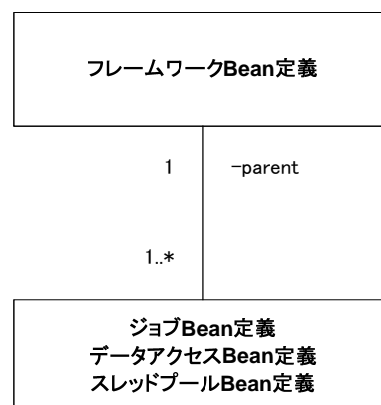 フレームワークBean定義
1
-parent
1..*
ジョブBean定義
データアクセスBean定義
スレッドプールBean定義